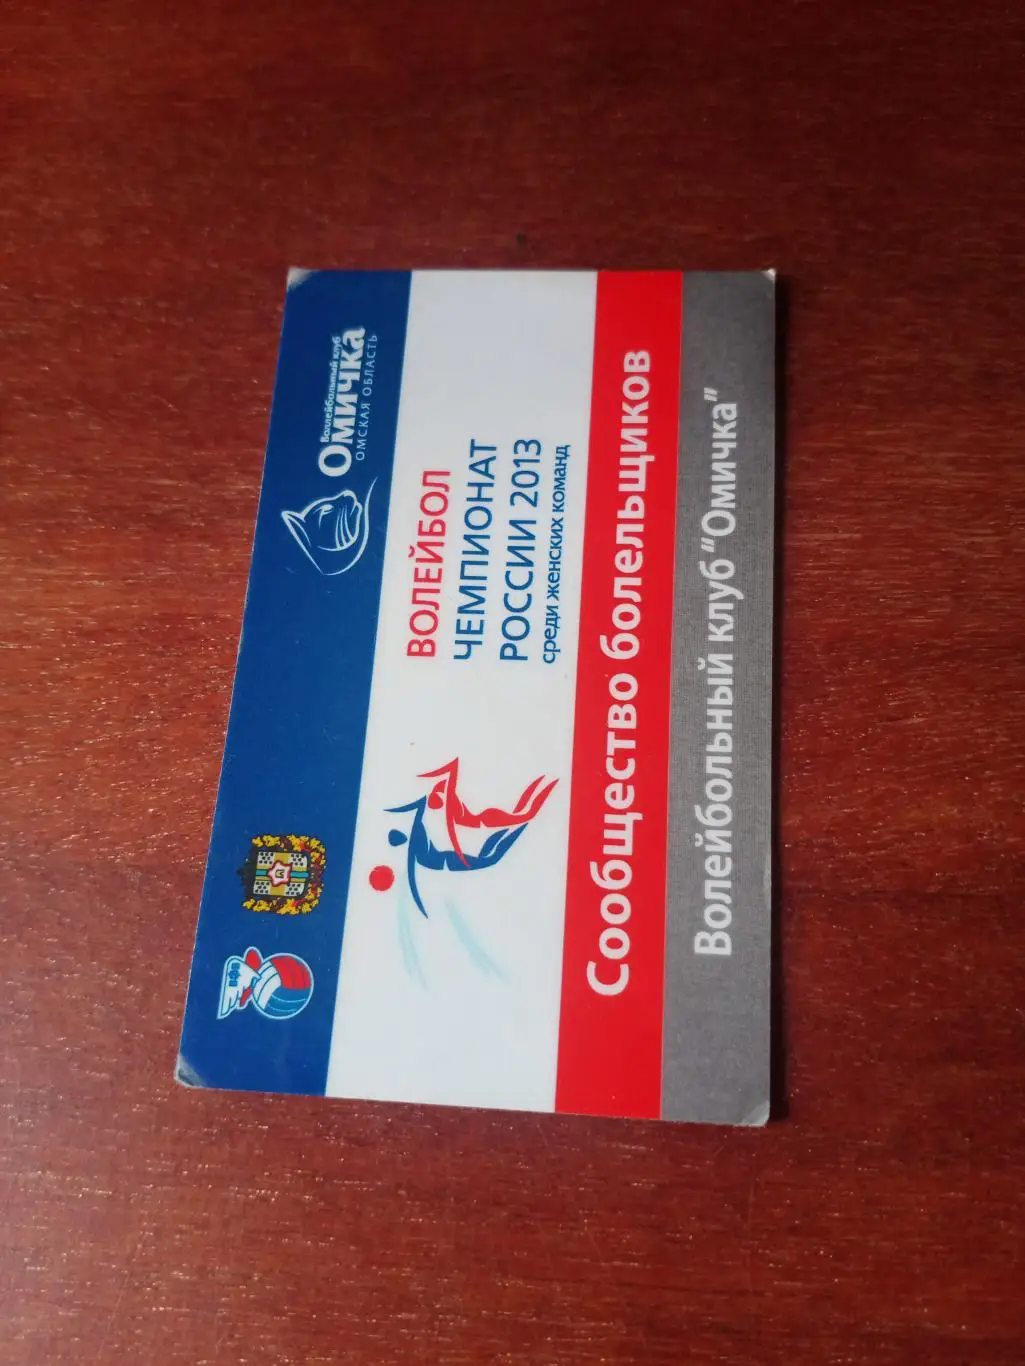 Волейбольный клуб
Омичка
ОМСКАЯ ОБЛАСТЬ
ВОЛЕЙБОЛ
ЧЕМПИОНАТ
РОССИИ 2013
среди женских команд
Сообщество болельщиков
Волейбольный клуб "Омичка"